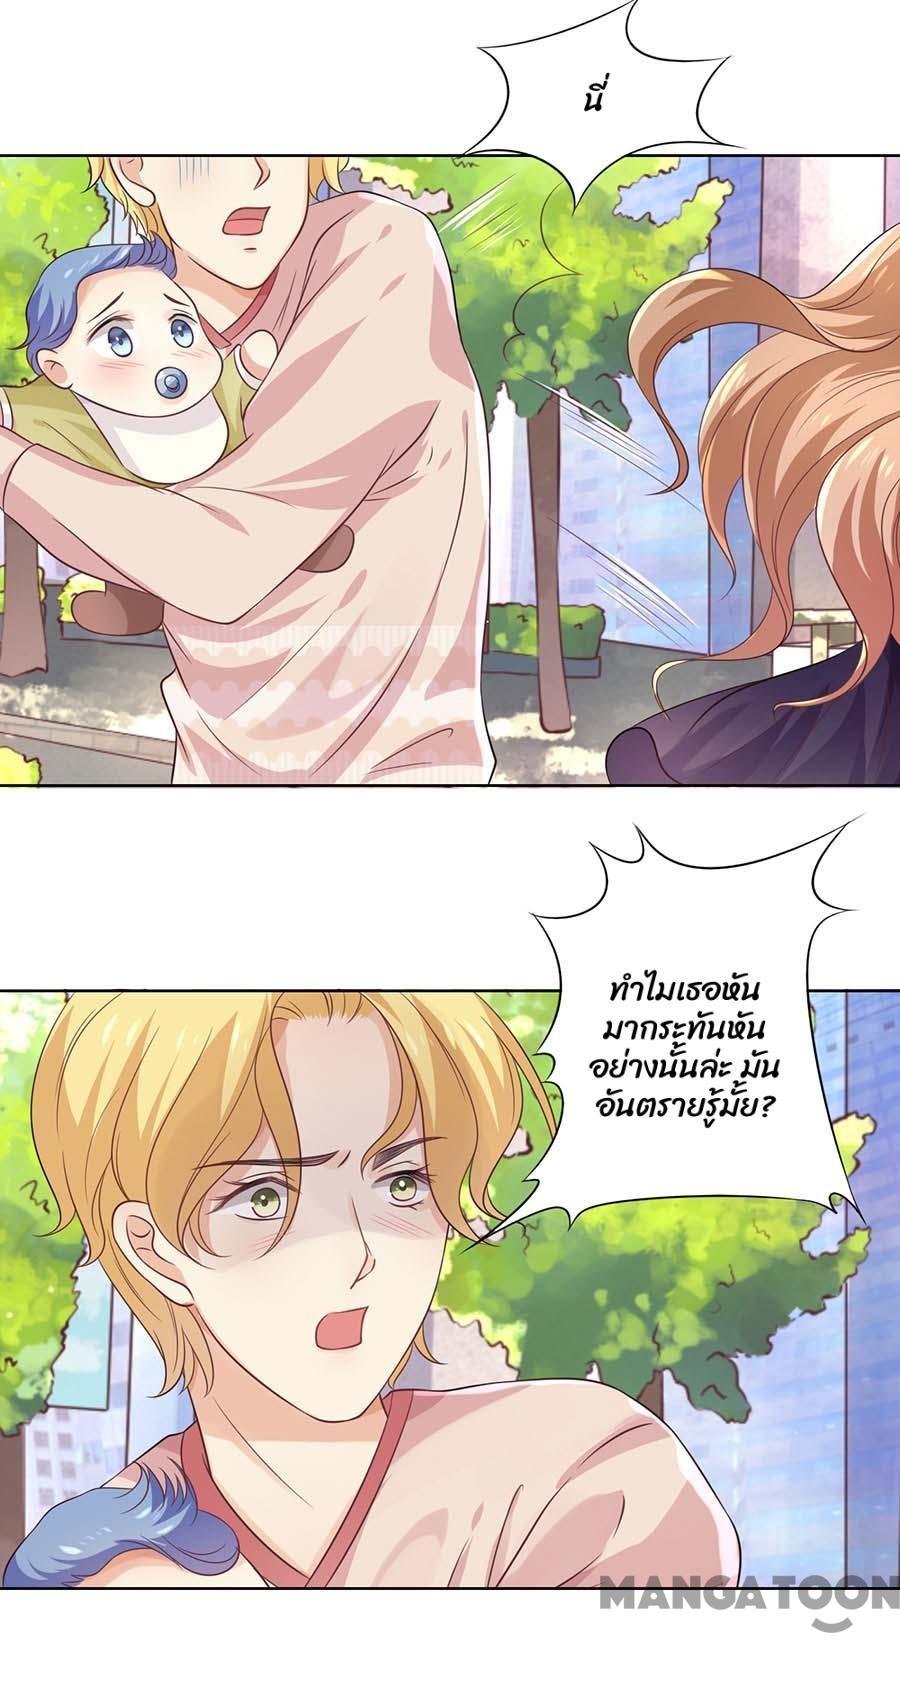 นี่
ทำไมเธอหัน
มากระทันหัน
อย่างนั้นล่ะ มัน
อันตรายรู้มั้ย?
MANGATOON